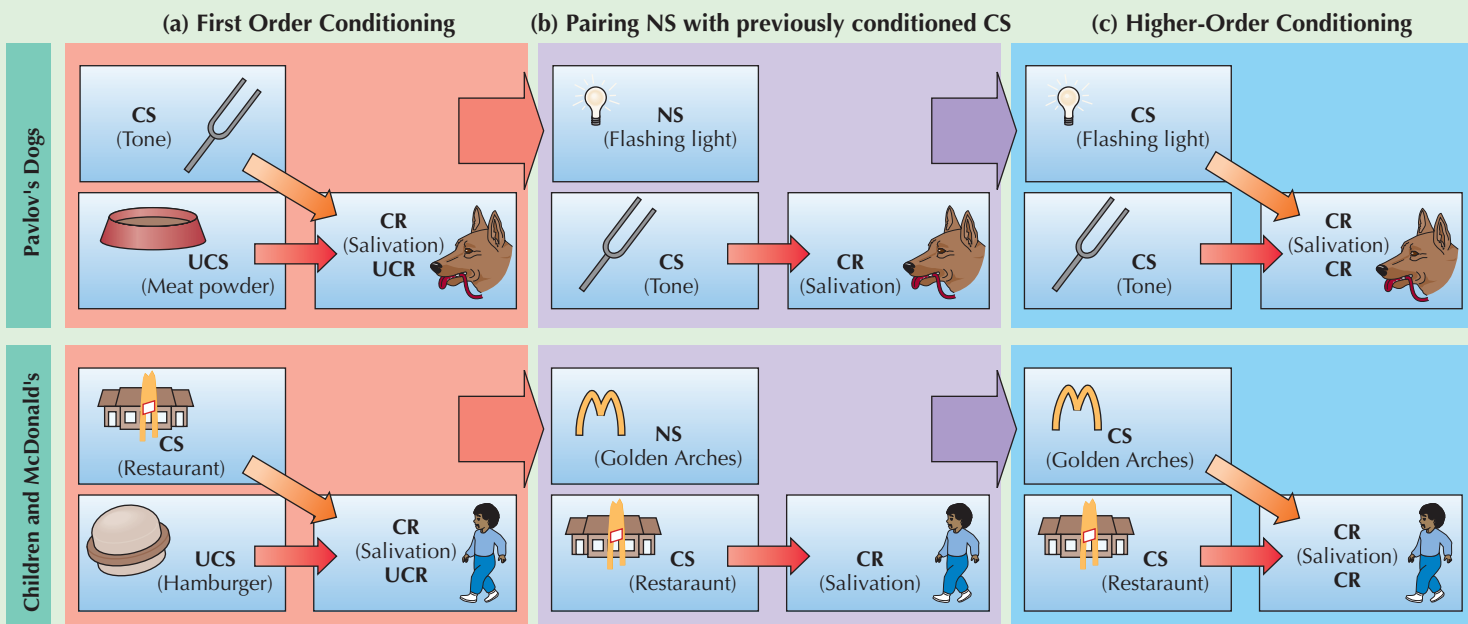 (a) First Order Conditioning
(b) Pairing NS with previously conditioned CS
(c) Higher-Order Conditioning
Pavlov's Dogs
CS
(Tone)
UCS
(Meat powder)
CR
(Salivation)
UCR
NS
(Flashing light)
CS
(Tone)
CR
(Salivation)
CS
(Flashing light)
CS
(Tone)
CR
(Salivation)
CR
Children and McDonald's
CS
(Restaurant)
UCS
(Hamburger)
CR
(Salivation)
UCR
NS
(Golden Arches)
CS
(Restaraunt)
CR
(Salivation)
CS
(Golden Arches)
CS
(Restaraunt)
CR
(Salivation)
CR